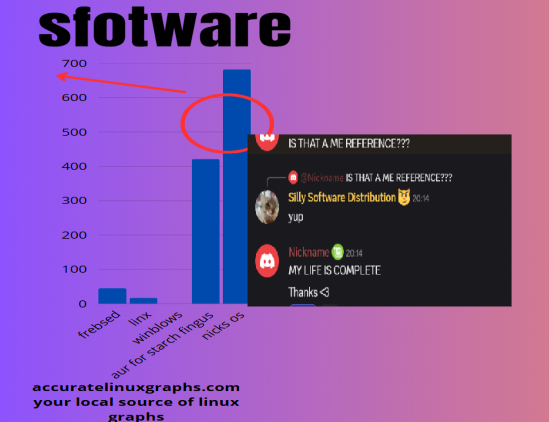 sfotware
700
600
500
400
300
200
100
0
frebsed
linx
winblows
aur for starch fingus
nicks os
IS THAT A ME REFERENCE???
@Nickname IS THAT A ME REFERENCE???
Silly Software Distribution 20:14
yup
Nickname 20:14
MY LIFE IS COMPLETE
Thanks <3
accuratelinuxgraphs.com
your local source of linux
graphs